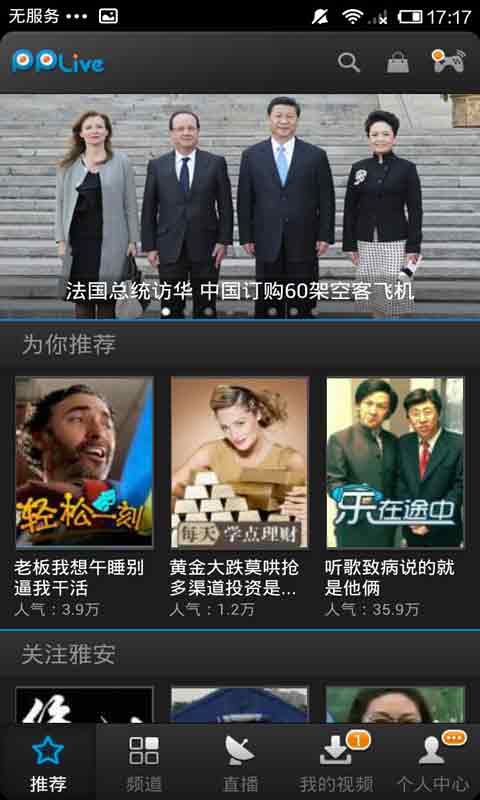 无服务
17:17
PPLive
法国总统访华 中国订购60架空客飞机
为你推荐
轻松一刻
每天学点理财
乐在途中
老板我想午睡别
逼我干活
人气：3.9万
黄金大跌莫哄抢
多渠道投资是...
人气：1.2万
听歌致病说的就
是他俩
人气：35.9万
关注雅安
推荐
频道
直播
1
我的视频
个人中心